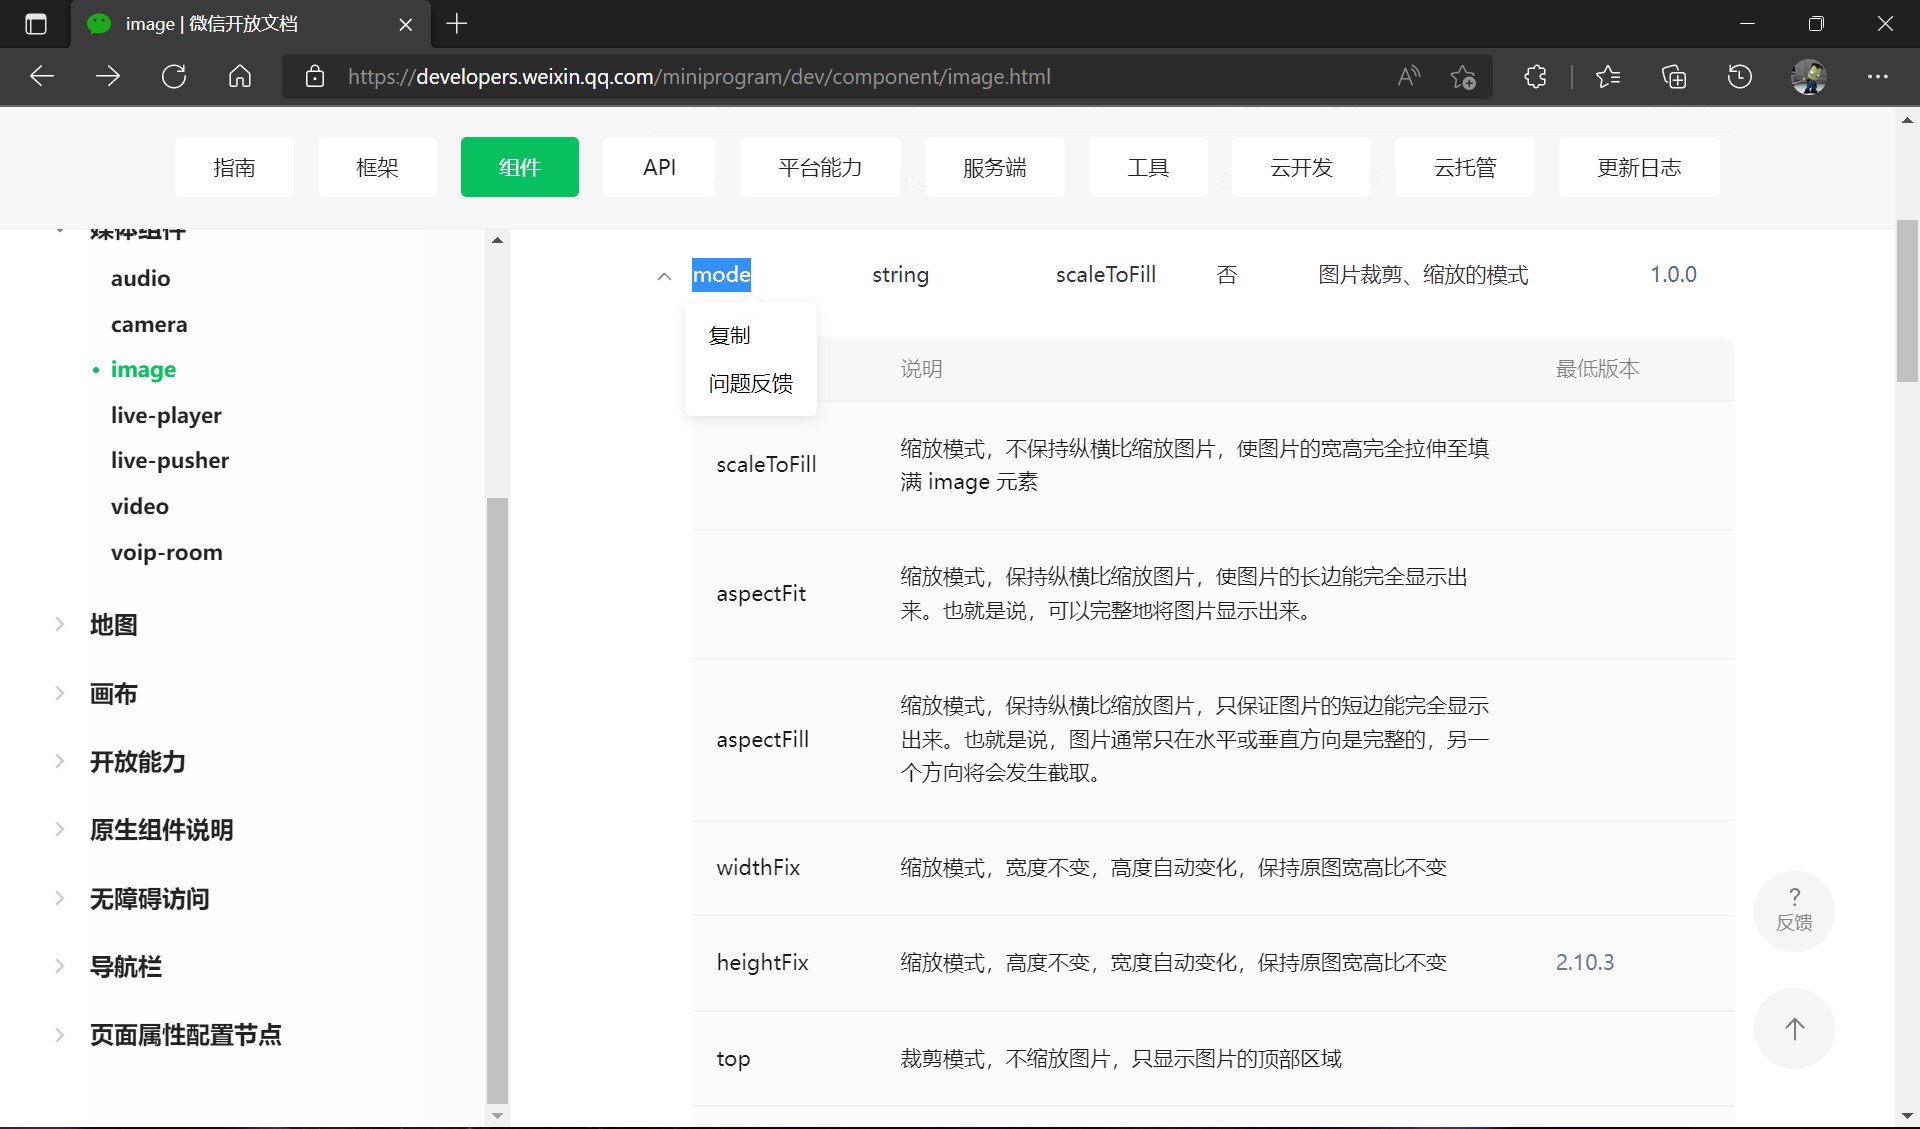 image | 微信开放文档
https://developers.weixin.qq.com/miniprogram/dev/component/image.html
指南
框架
组件
API
平台能力
服务端
工具
云开发
云托管
更新日志
媒体组件
audio
camera
image
live-player
live-pusher
video
voip-room
地图
画布
开放能力
原生组件说明
无障碍访问
导航栏
页面属性配置节点
mode string scaleToFill 否 图片裁剪、缩放的模式 1.0.0
复制
问题反馈
说明 最低版本
scaleToFill
缩放模式，不保持纵横比缩放图片，使图片的宽高完全拉伸至填
满 image 元素
aspectFit
缩放模式，保持纵横比缩放图片，使图片的长边能完全显示出
来。也就是说，可以完整地将图片显示出来。
aspectFill
缩放模式，保持纵横比缩放图片，只保证图片的短边能完全显示
出来。也就是说，图片通常只在水平或垂直方向是完整的，另一
个方向将会发生截取。
widthFix 缩放模式，宽度不变，高度自动变化，保持原图宽高比不变
heightFix 缩放模式，高度不变，宽度自动变化，保持原图宽高比不变 2.10.3
top 裁剪模式，不缩放图片，只显示图片的顶部区域
?
反馈